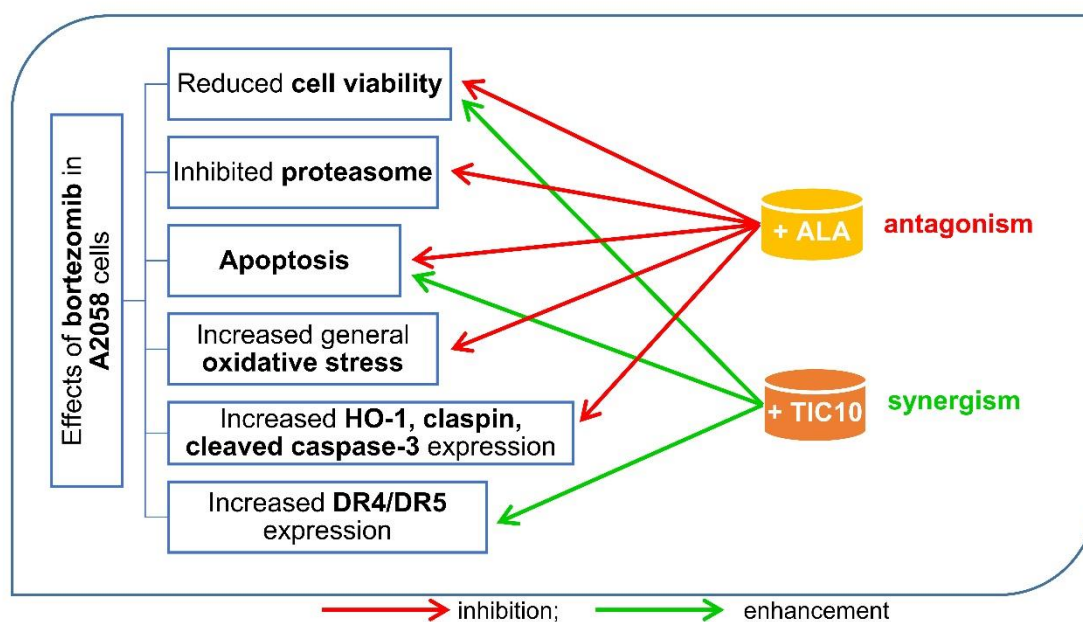 Effects of bortezomib in
A2058 cells
Reduced cell viability
Inhibited proteasome
Apoptosis
Increased general
oxidative stress
Increased HO-1, claspin,
cleaved caspase-3 expression
Increased DR4/DR5
expression
+ ALA
antagonism
+ TIC10
synergism
inhibition;
enhancement